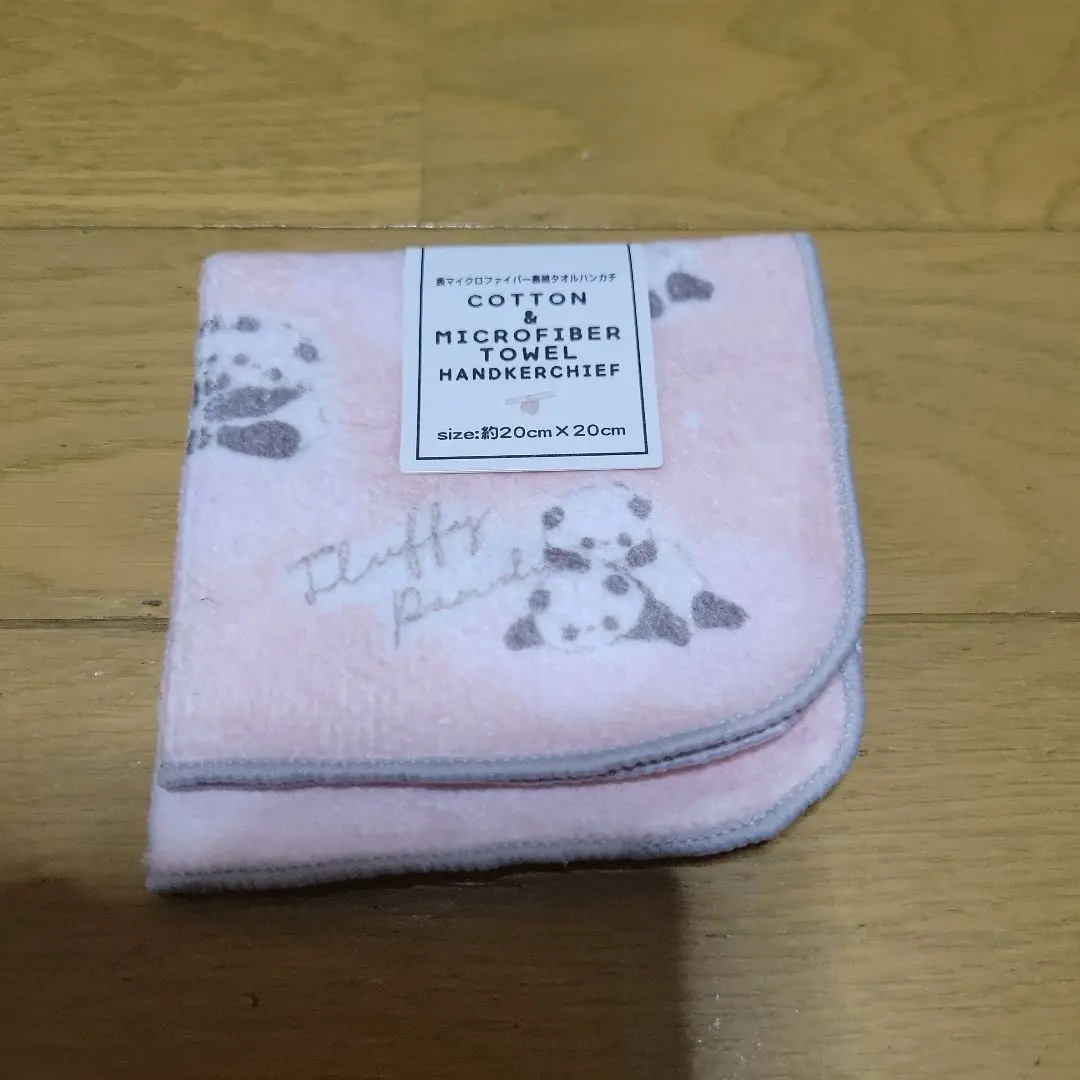 表マイクロファイバー裏綿タオルハンカチ
COTTON
&
MICROFIBER
TOWEL
HANDKERCHIEF
size:約20cm×20cm
Fluffy
Panda